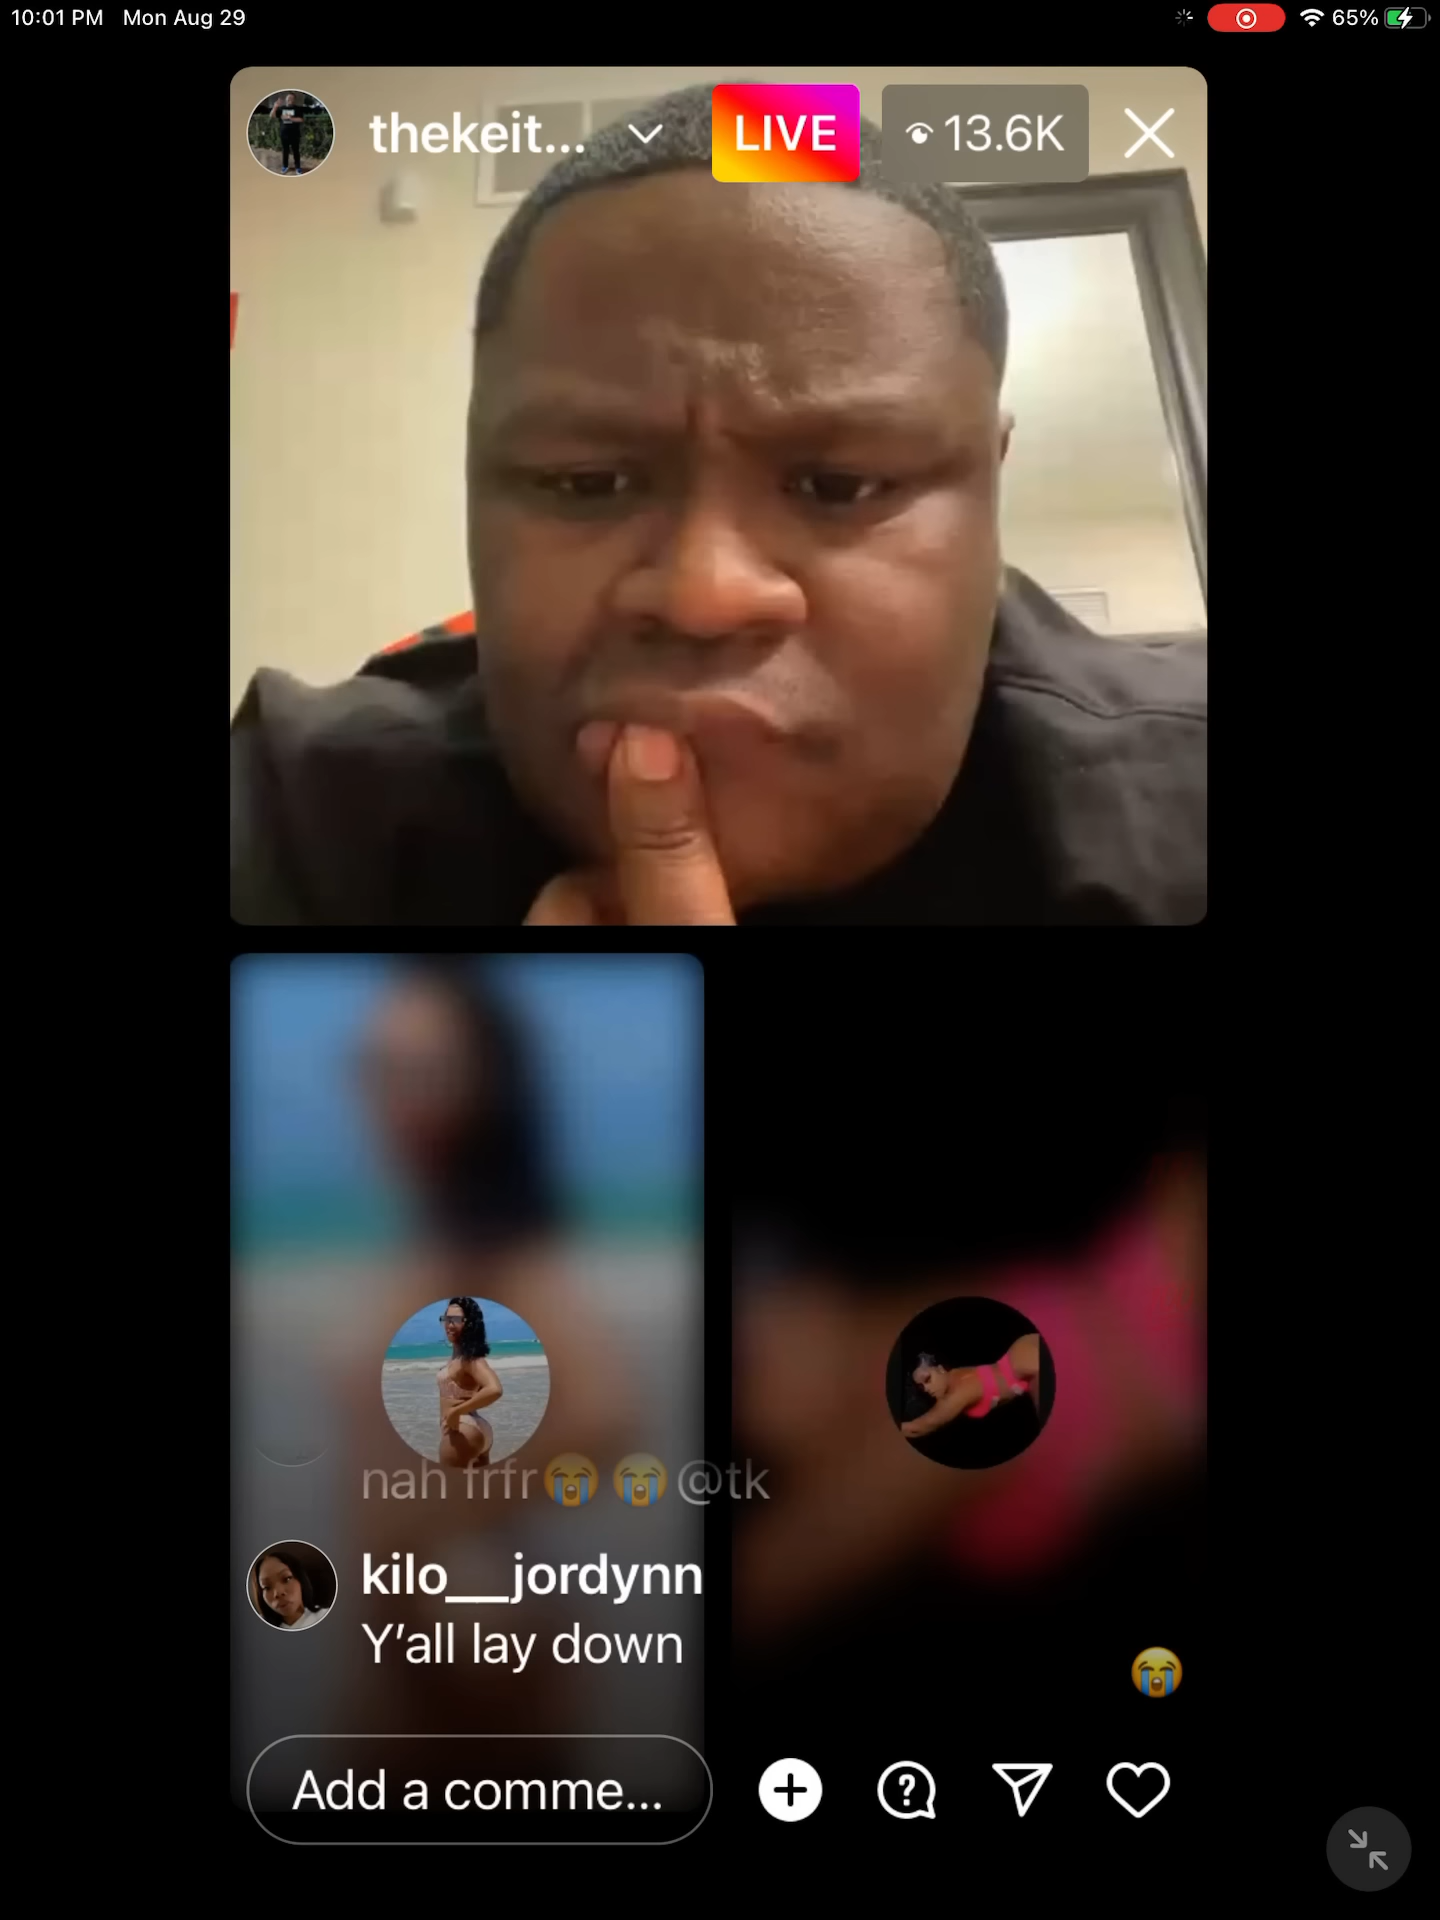 10:01 PM Mon Aug 29
65%
thekeit...
LIVE
13.6K
nah frfr😭 😭@tk
kilo__jordynn
Y'all lay down
😭
Add a comme...